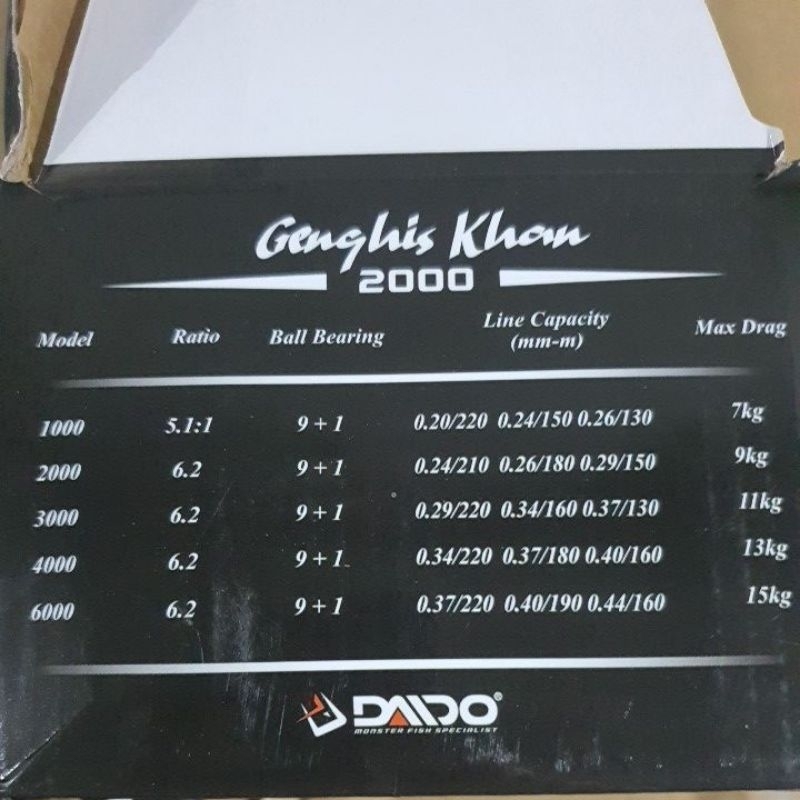 Genghis Khan
2000
Model Ratio Ball Bearing Line Capacity (mm-m) Max Drag
1000 5.1:1 9 + 1 0.20/220 0.24/150 0.26/130 7kg
2000 6.2 9 + 1 0.24/210 0.26/180 0.29/150 9kg
3000 6.2 9 + 1 0.29/220 0.34/160 0.37/130 11kg
4000 6.2 9 + 1 0.34/220 0.37/180 0.40/160 13kg
6000 6.2 9 + 1 0.37/220 0.40/190 0.44/160 15kg
DAIDO®
MONSTER FISH SPECIALIST